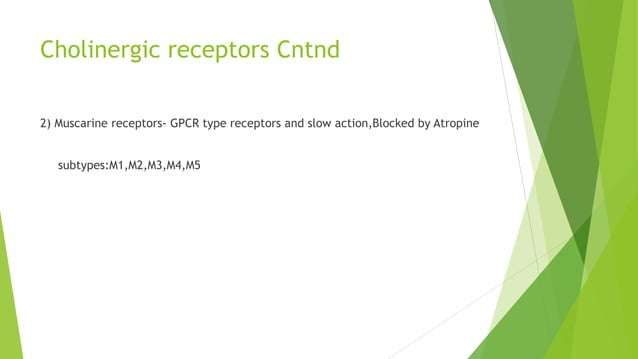 Cholinergic receptors Cntnd
2) Muscarine receptors- GPCR type receptors and slow action,Blocked by Atropine
subtypes:M1,M2,M3,M4,M5